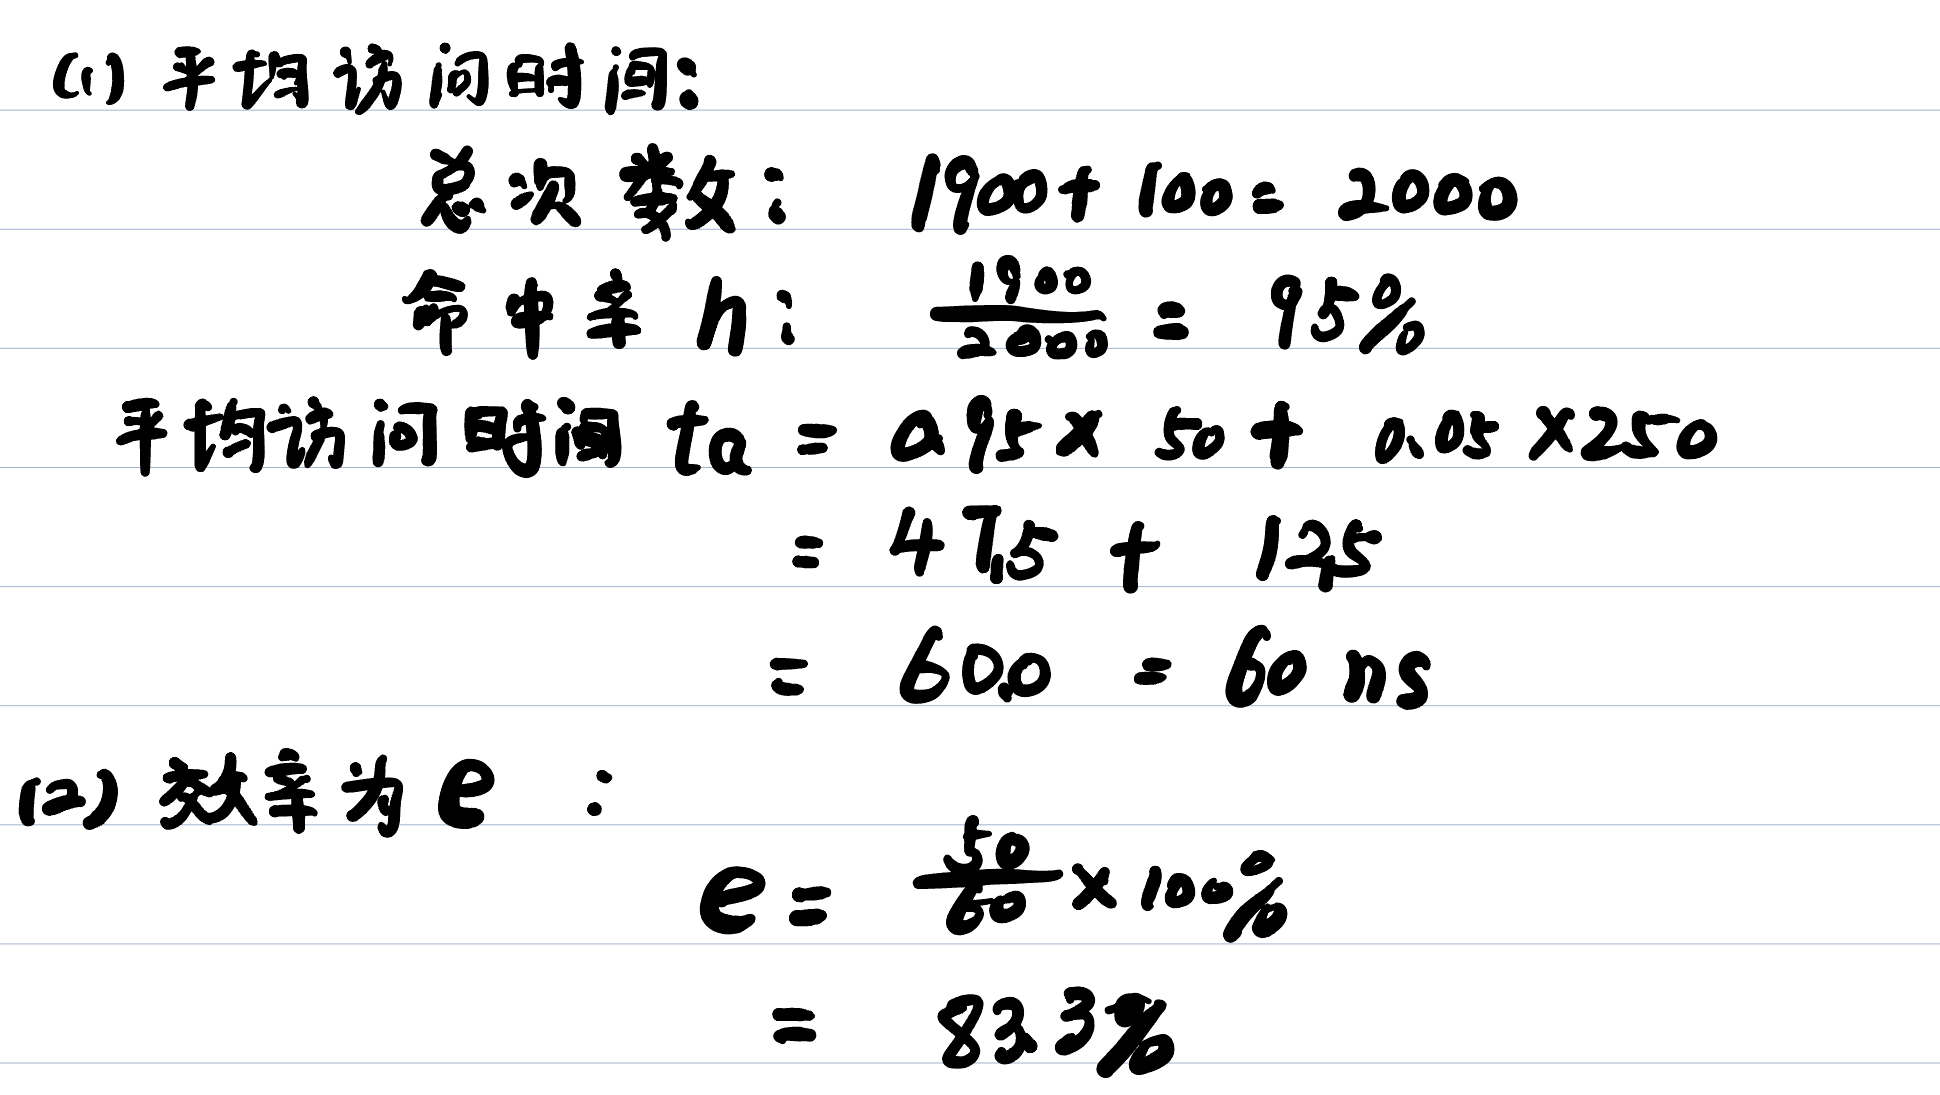 (1) 平均访问时间:
总次数: 1900+100=2000
命中率 h: 1900/2000 = 95%
平均访问时间 ta = 0.95×50+0.05×250
= 47.5 + 12.5
= 60.0 = 60 ns
(2) 效率为 e :
e = 50/60 × 100%
= 83.3%